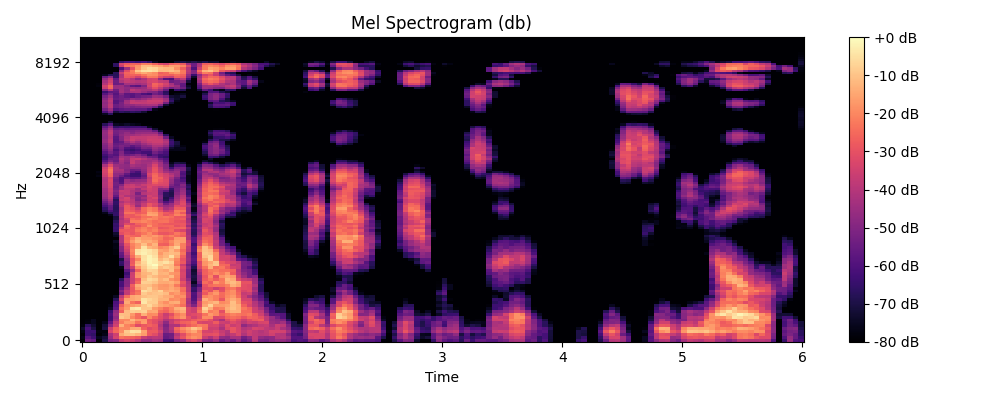 Mel Spectrogram (db)
8192
4096
2048
1024
512
0
Hz
0 1 2 3 4 5 6
Time
+0 dB
-10 dB
-20 dB
-30 dB
-40 dB
-50 dB
-60 dB
-70 dB
-80 dB